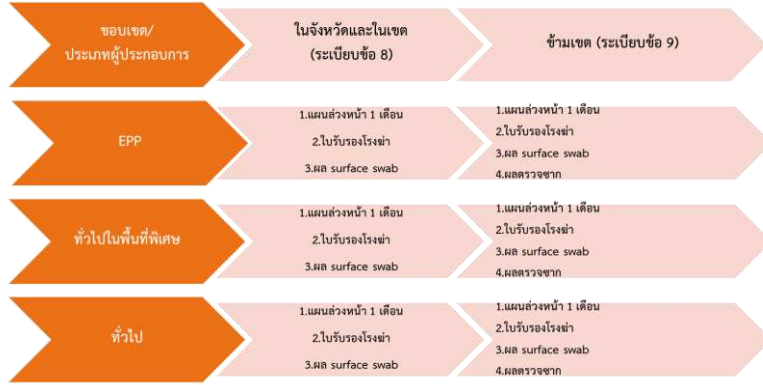 ขอบเขต/
ประเภทผู้ประกอบการ
ในจังหวัดและในเขต
(ระเบียบข้อ 8)
ข้ามเขต (ระเบียบข้อ 9)
EPP
1.แผนล่วงหน้า 1 เดือน
2.ใบรับรองโรงฆ่า
3.ผล surface swab
1.แผนล่วงหน้า 1 เดือน
2.ใบรับรองโรงฆ่า
3.ผล surface swab
4.ผลตรวจซาก
ทั่วไปในพื้นที่พิเศษ
1.แผนล่วงหน้า 1 เดือน
2.ใบรับรองโรงฆ่า
3.ผล surface swab
1.แผนล่วงหน้า 1 เดือน
2.ใบรับรองโรงฆ่า
3.ผล surface swab
4.ผลตรวจซาก
ทั่วไป
1.แผนล่วงหน้า 1 เดือน
2.ใบรับรองโรงฆ่า
3.ผล surface swab
1.แผนล่วงหน้า 1 เดือน
2.ใบรับรองโรงฆ่า
3.ผล surface swab
4.ผลตรวจซาก